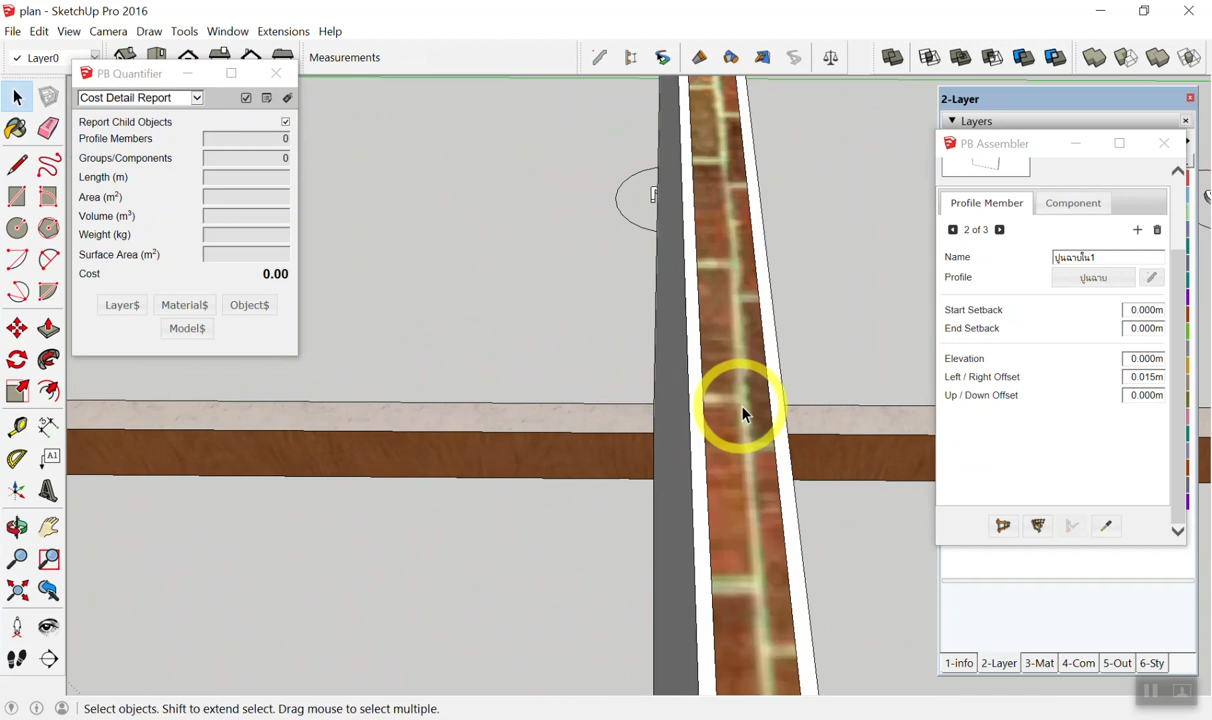 plan - SketchUp Pro 2016
File Edit View Camera Draw Tools Window Extensions Help
Layer0
Measurements
PB Quantifier
Cost Detail Report
Report Child Objects
Profile Members 0
Groups/Components 0
Length (m)
Area (m²)
Volume (m³)
Weight (kg)
Surface Area (m²)
Cost 0.00
Layer$ Material$ Object$
Model$
2-Layer
Layers
PB Assembler
Profile Member Component
2 of 3
Name ปูนฉาบใน1
Profile ปูนฉาบ
Start Setback 0.000m
End Setback 0.000m
Elevation 0.000m
Left / Right Offset 0.015m
Up / Down Offset 0.000m
A1
1-info 2-Layer 3-Mat 4-Com 5-Out 6-Sty
Select objects. Shift to extend select. Drag mouse to select multiple.